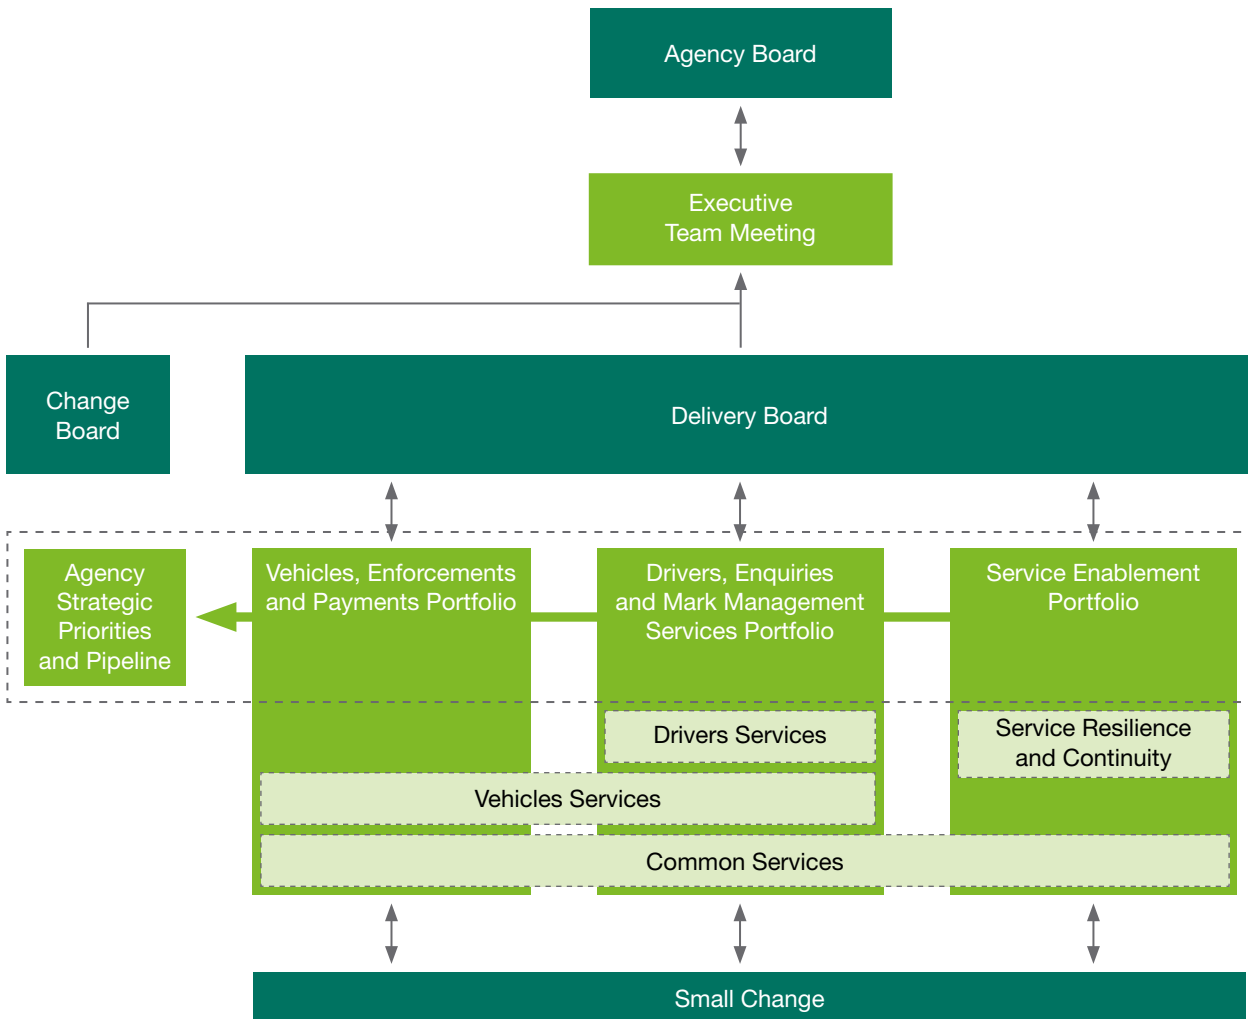 Agency Board
Executive
Team Meeting
Change
Board
Delivery Board
Agency
Strategic
Priorities
and Pipeline
Vehicles, Enforcements
and Payments Portfolio
Drivers, Enquiries
and Mark Management
Services Portfolio
Service Enablement
Portfolio
Drivers Services
Service Resilience
and Continuity
Vehicles Services
Common Services
Small Change